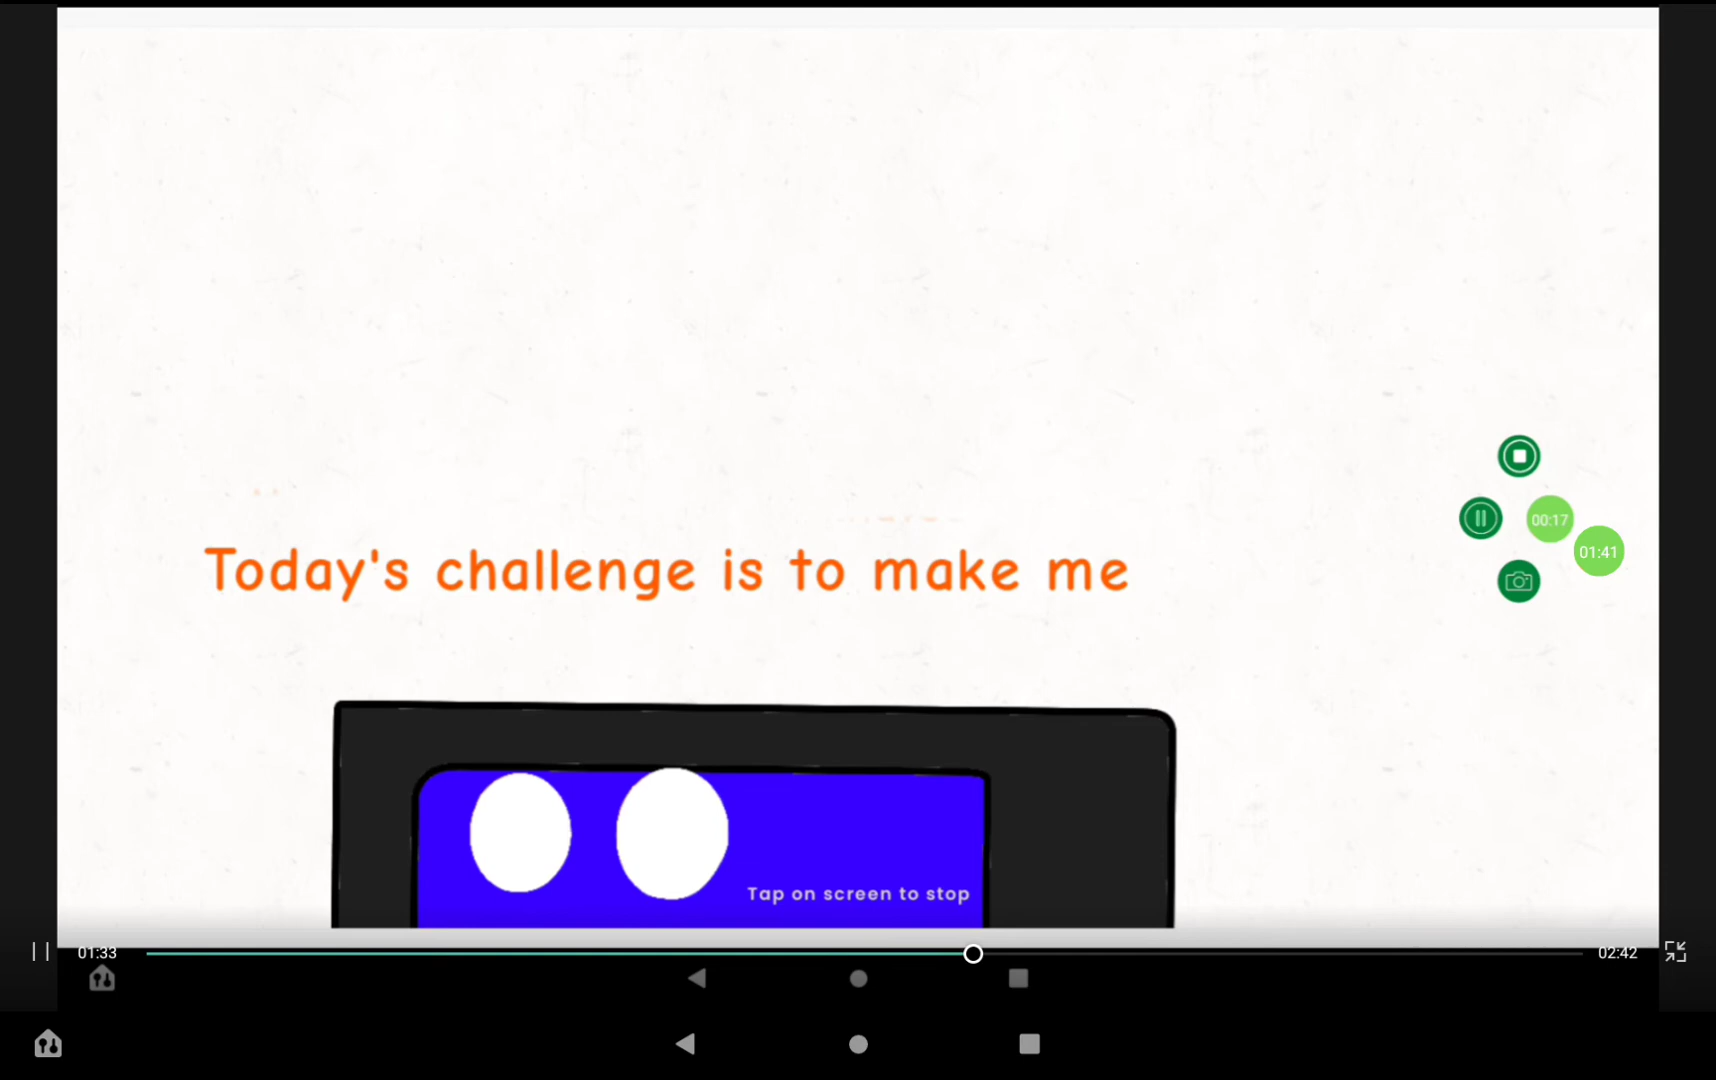 00:17
01:41
Today's challenge is to make me
Tap on screen to stop
01:33
02:42